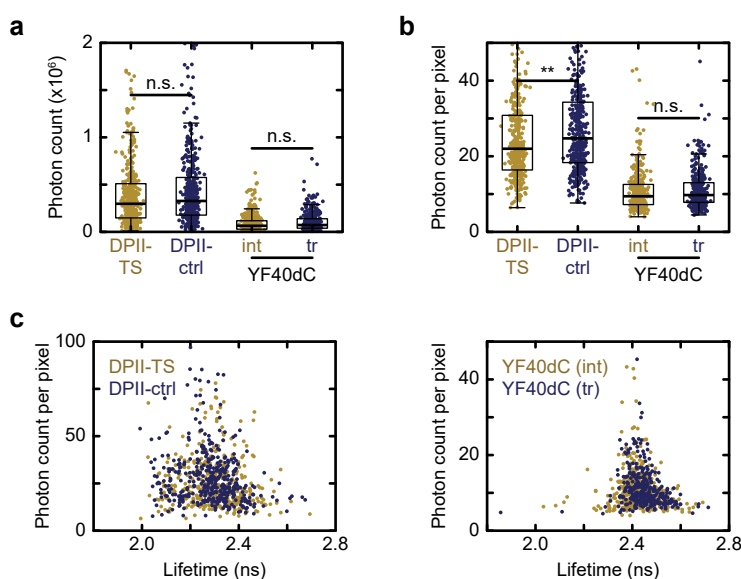 a
Photon count (x10⁶)
2
1
0
n.s.
n.s.
DPII-
TS
DPII-
ctrl
int
tr
YF40dC
b
Photon count per pixel
40
20
0
**
n.s.
DPII-
TS
DPII-
ctrl
int
tr
YF40dC
c
Photon count per pixel
100
50
0
DPII-TS
DPII-ctrl
2.0
2.4
2.8
Lifetime (ns)
Photon count per pixel
50
20
0
YF40dC (int)
YF40dC (tr)
2.0
2.4
2.8
Lifetime (ns)